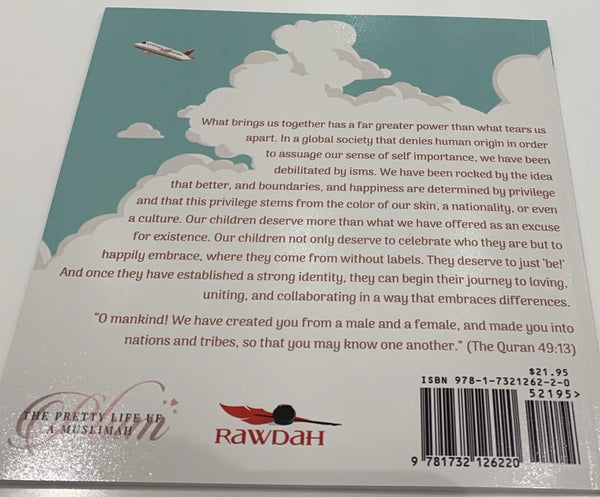 What brings us together has a far greater power than what tears us
apart. In a global society that denies human origin in order
to assuage our sense of self importance, we have been
debilitated by isms. We have been rocked by the idea
that better, and boundaries, and happiness are determined by privilege
and that this privilege stems from the color of our skin, a nationality, or even
a culture. Our children deserve more than what we have offered as an excuse
for existence. Our children not only deserve to celebrate who they are but to
happily embrace, where they come from without labels. They deserve to just 'be!'
And once they have established a strong identity, they can begin their journey to loving,
uniting, and collaborating in a way that embraces differences.
"O mankind! We have created you from a male and a female, and made you into
nations and tribes, so that you may know one another." (The Quran 49:13)
$21.95
ISBN 978-1-7321262-2-0
52195>
9 781732 126220
THE PRETTY LIFE OF
A MUSLIMAH
RAWDAH